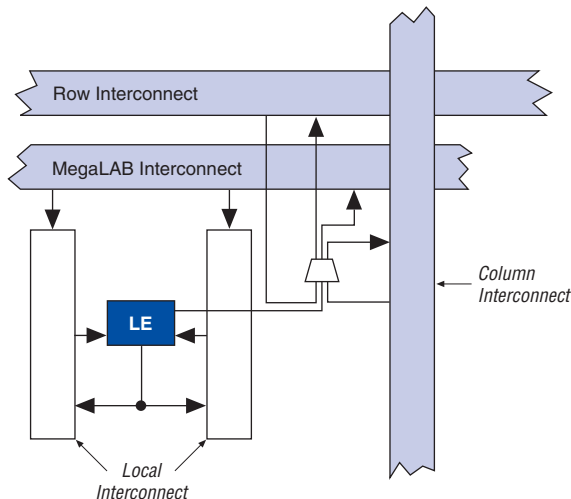 Row Interconnect
MegaLAB Interconnect
LE
Column
Interconnect
Local
Interconnect